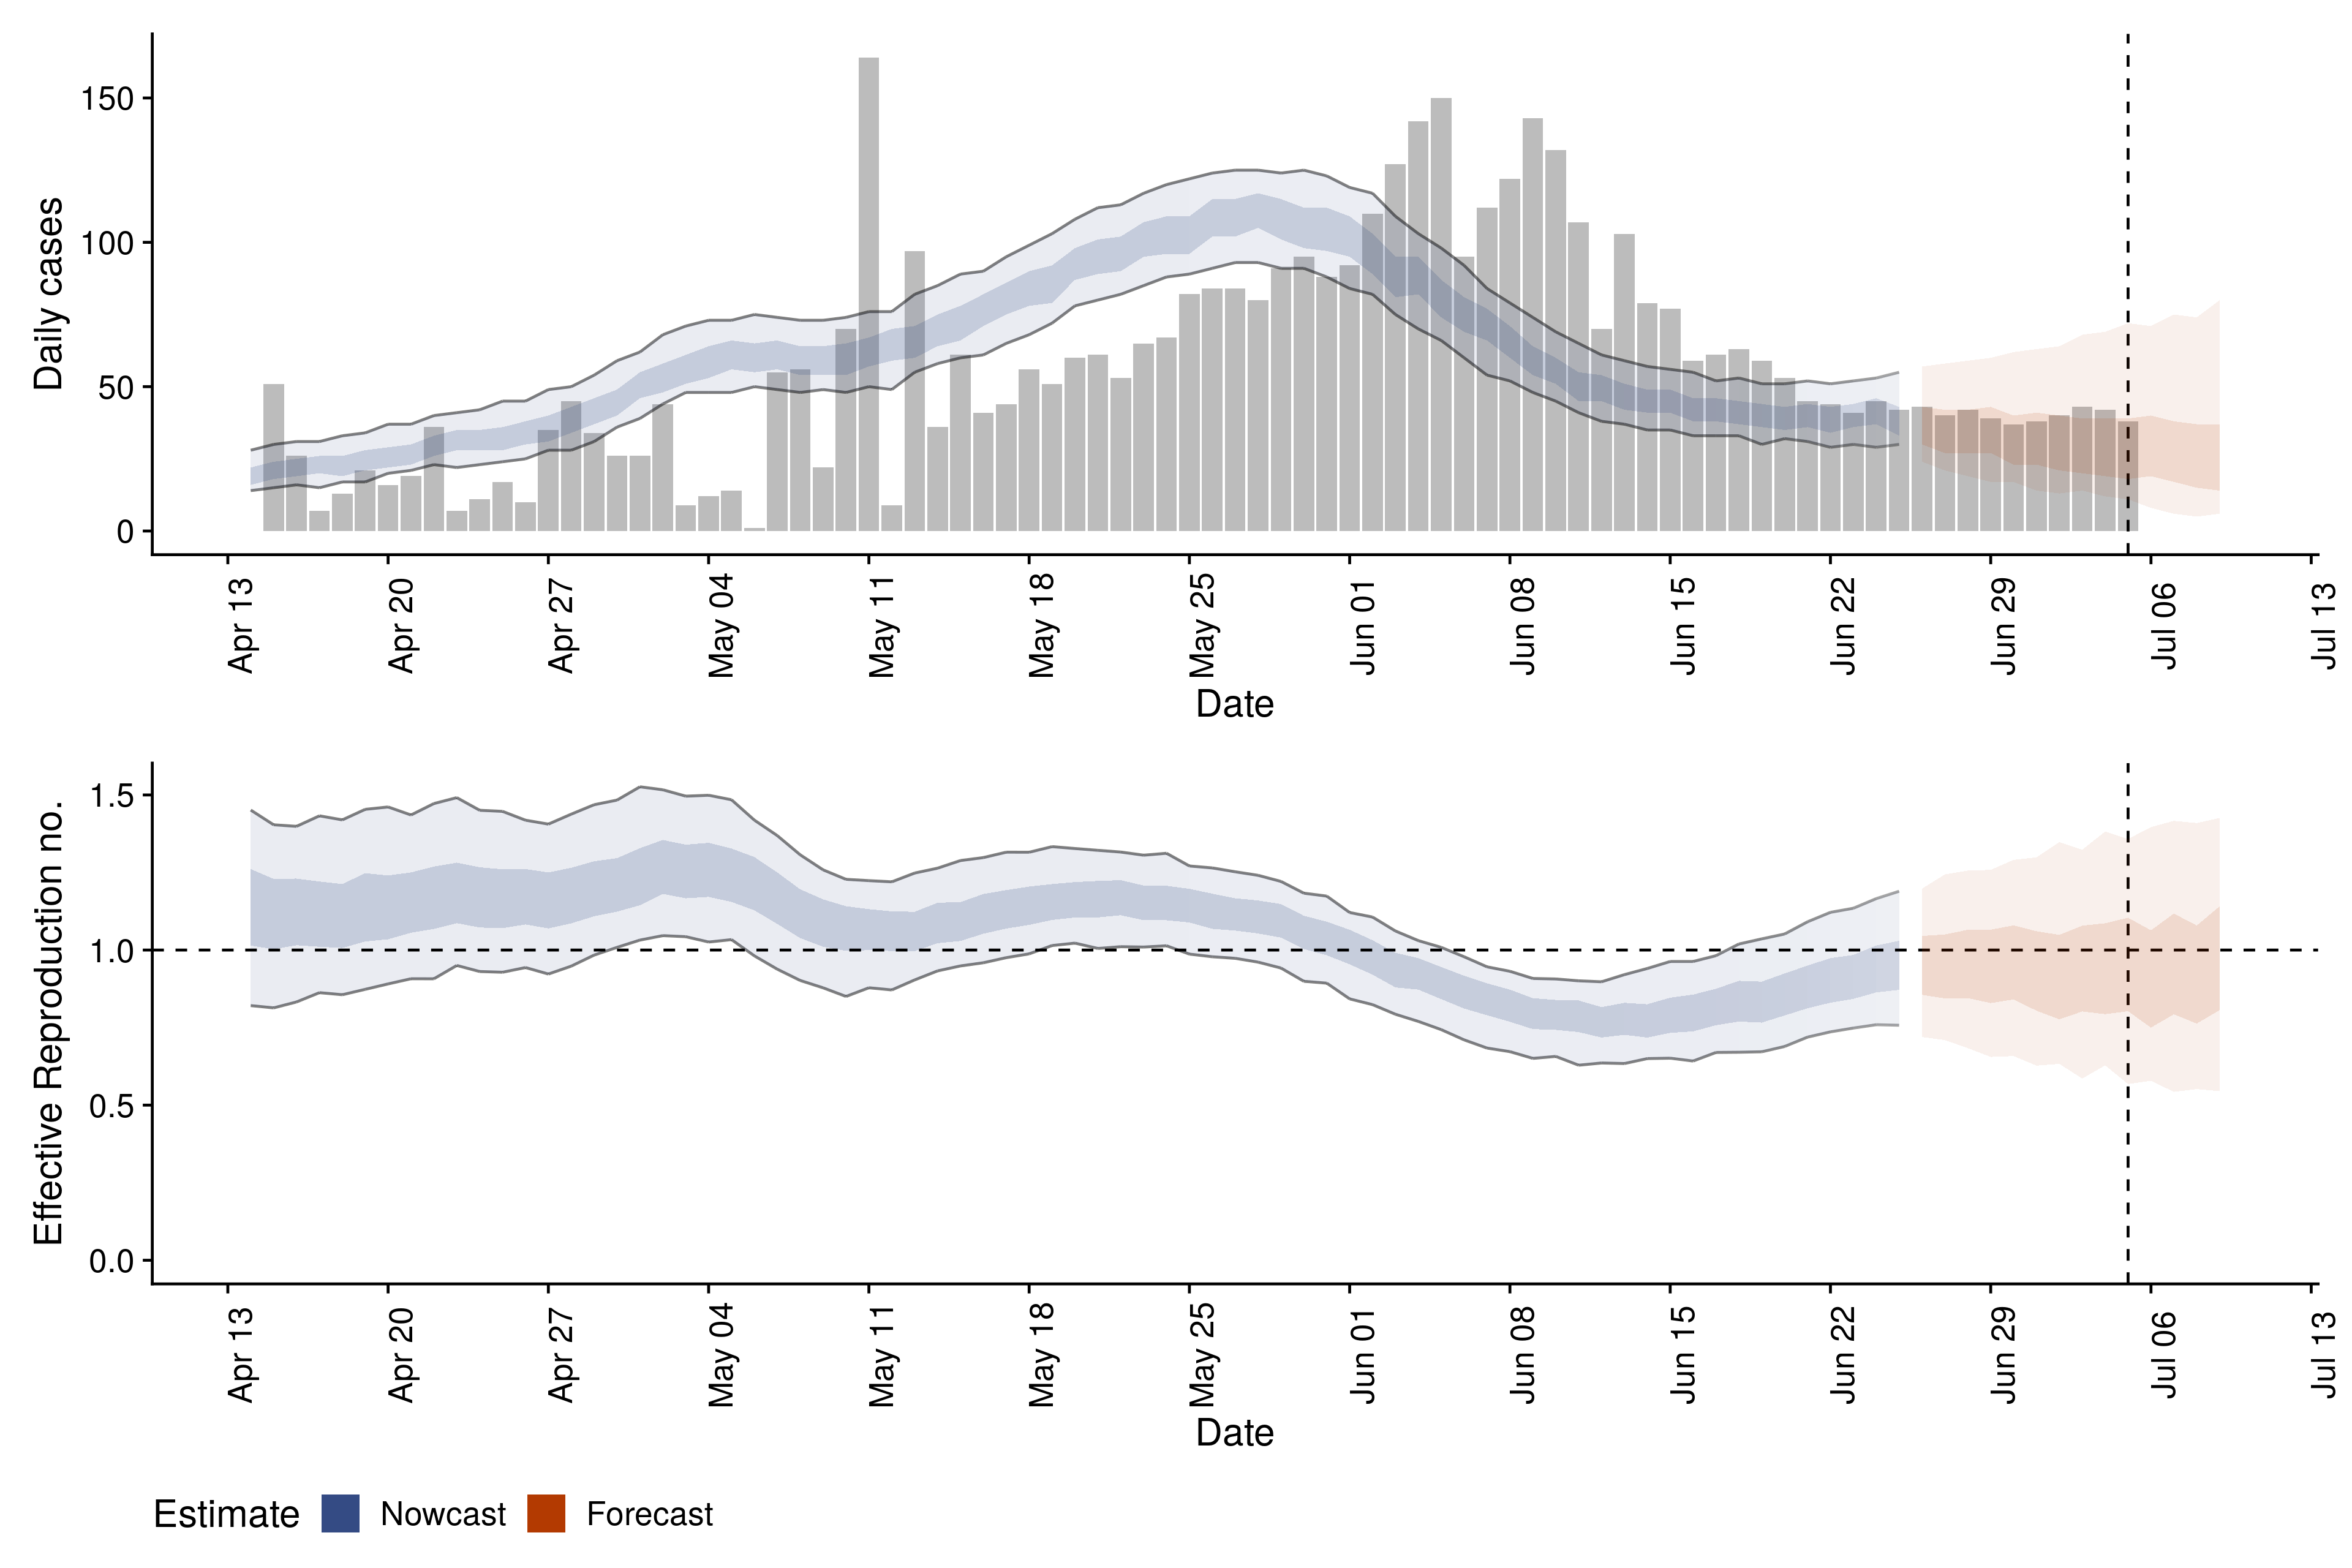 Daily cases
150
100
50
0
Apr 13 Apr 20 Apr 27 May 04 May 11 May 18 May 25 Jun 01 Jun 08 Jun 15 Jun 22 Jun 29 Jul 06 Jul 13
Date
Effective Reproduction no.
1.5
1.0
0.5
0.0
Apr 13 Apr 20 Apr 27 May 04 May 11 May 18 May 25 Jun 01 Jun 08 Jun 15 Jun 22 Jun 29 Jul 06 Jul 13
Date
Estimate Nowcast Forecast